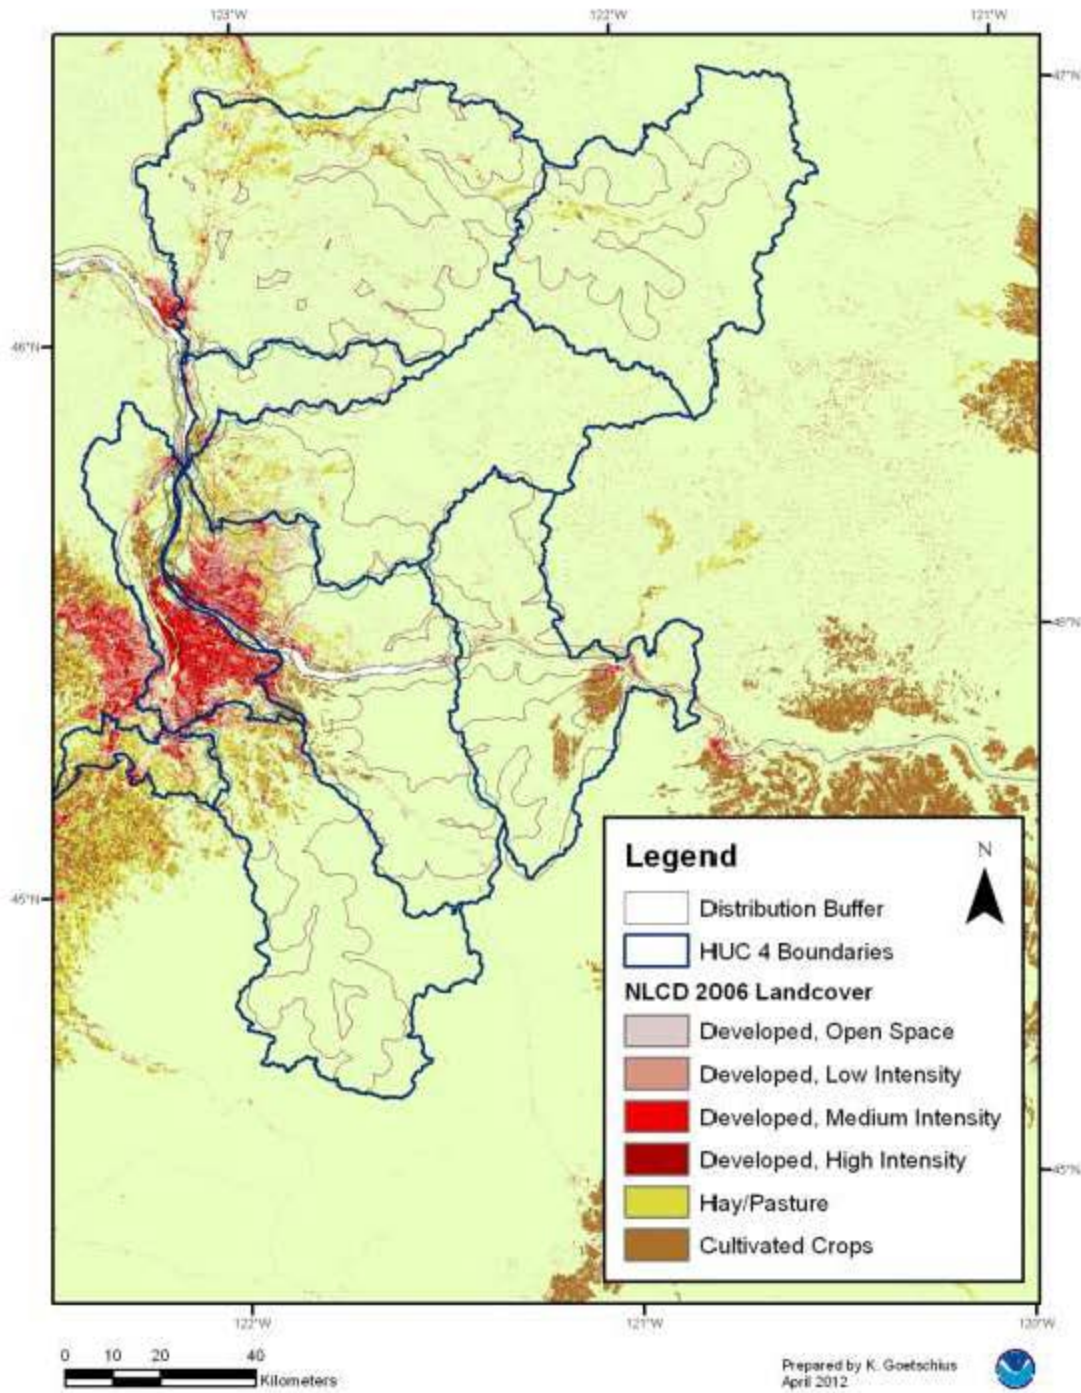 123°W 122°W 121°W
47°N
46°N
46°N
45°N
45°N
Legend
N
Distribution Buffer
HUC 4 Boundaries
NLCD 2006 Landcover
Developed, Open Space
Developed, Low Intensity
Developed, Medium Intensity
Developed, High Intensity
Hay/Pasture
Cultivated Crops
122°W 121°W 120°W
0 10 20 40
Kilometers
Prepared by K. Goetschius
April 2012